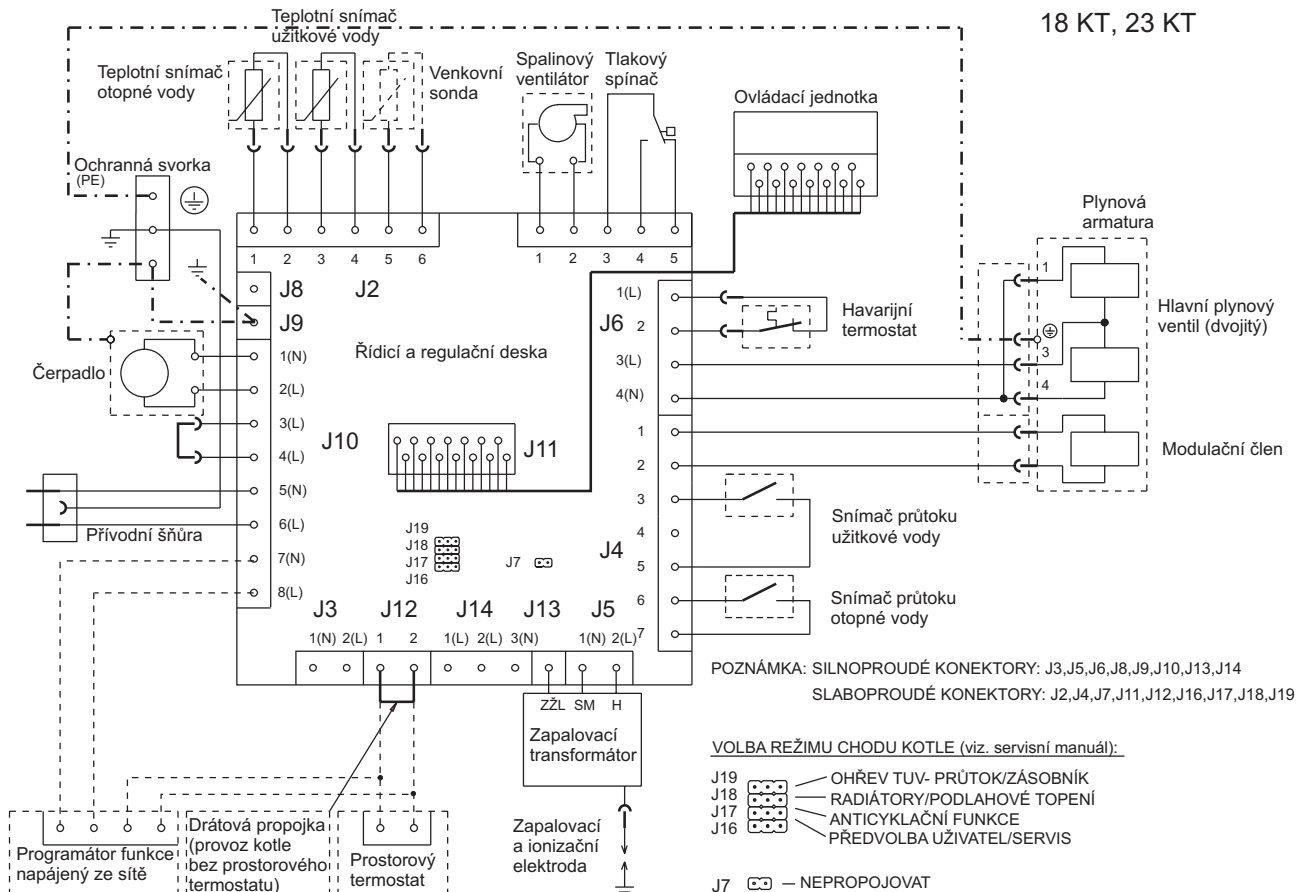 18 KT, 23 KT
Teplotní snímač
užitkové vody
Teplotní snímač
otopné vody
Venkovní
sonda
Spalinový
ventilátor
Tlakový
spínač
Ovládací jednotka
Ochranná svorka
(PE)
Plynová
armatura
1 2 3 4 5 6
1 2 3 4 5
J8
J2
J9
J6
1(L)
2
3(L)
4(N)
Havarijní
termostat
1
3
4
Hlavní plynový
ventil (dvojitý)
Řídicí a regulační deska
Čerpadlo
1(N)
2(L)
3(L)
4(L)
5(N)
6(L)
7(N)
8(L)
J10
J11
1
2
3
4
5
6
7
J4
Modulační člen
Přívodní šňůra
Snímač průtoku
užitkové vody
Snímač průtoku
otopné vody
J19
J18
J17
J16
J7
J3 J12 J14 J13 J5
1(N) 2(L) 1 2 1(L) 2(L) 3(N) 1(N) 2(L)
POZNÁMKA: SILNOPROUDÉ KONEKTORY: J3,J5,J6,J8,J9,J10,J13,J14
SLABOPROUDÉ KONEKTORY: J2,J4,J7,J11,J12,J16,J17,J18,J19
ZŽL SM H
Zapalovací
transformátor
VOLBA REŽIMU CHODU KOTLE (viz. servisní manuál):
J19 OHŘEV TUV- PRŮTOK/ZÁSOBNÍK
J18 RADIÁTORY/PODLAHOVÉ TOPENÍ
J17 ANTICYKLAČNÍ FUNKCE
J16 PŘEDVOLBA UŽIVATEL/SERVIS
J7 — NEPROPOJOVAT
Programátor funkce
napájený ze sítě
Drátová propojka
(provoz kotle
bez prostorového
termostatu)
Prostorový
termostat
Zapalovací
a ionizační
elektroda